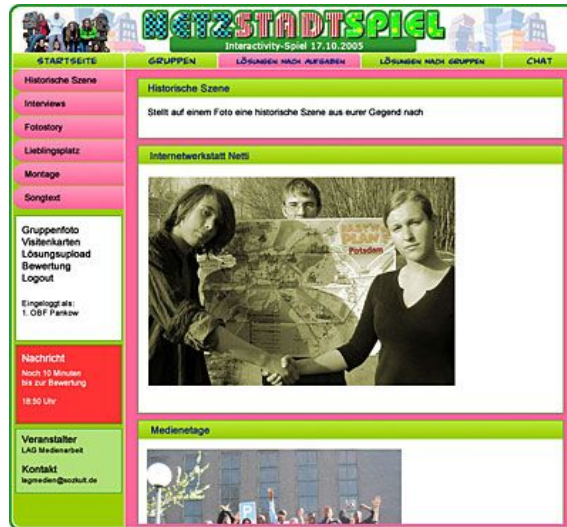 NETZSTADTSPIEL
Interactivity-Spiel 17.10.2005
STARTSEITE
GRUPPEN
LÖSUNGEN NACH AUFGABEN
LÖSUNGEN NACH GRUPPEN
CHAT
Historische Szene
Interviews
Fotostory
Lieblingsplatz
Montage
Songtext
Gruppenfoto
Visitenkarten
Lösungsupload
Bewertung
Logout
Eingeloggt als:
1. OBF Pankow
Nachricht
Noch 10 Minuten
bis zur Bewertung
18:50 Uhr
Veranstalter
LAG Medienarbeit
Kontakt
lagmedien@sozkult.de
Historische Szene
Stellt auf einem Foto eine historische Szene aus eurer Gegend nach
Internetwerkstatt Netti
Potsdam
Medienetage
P